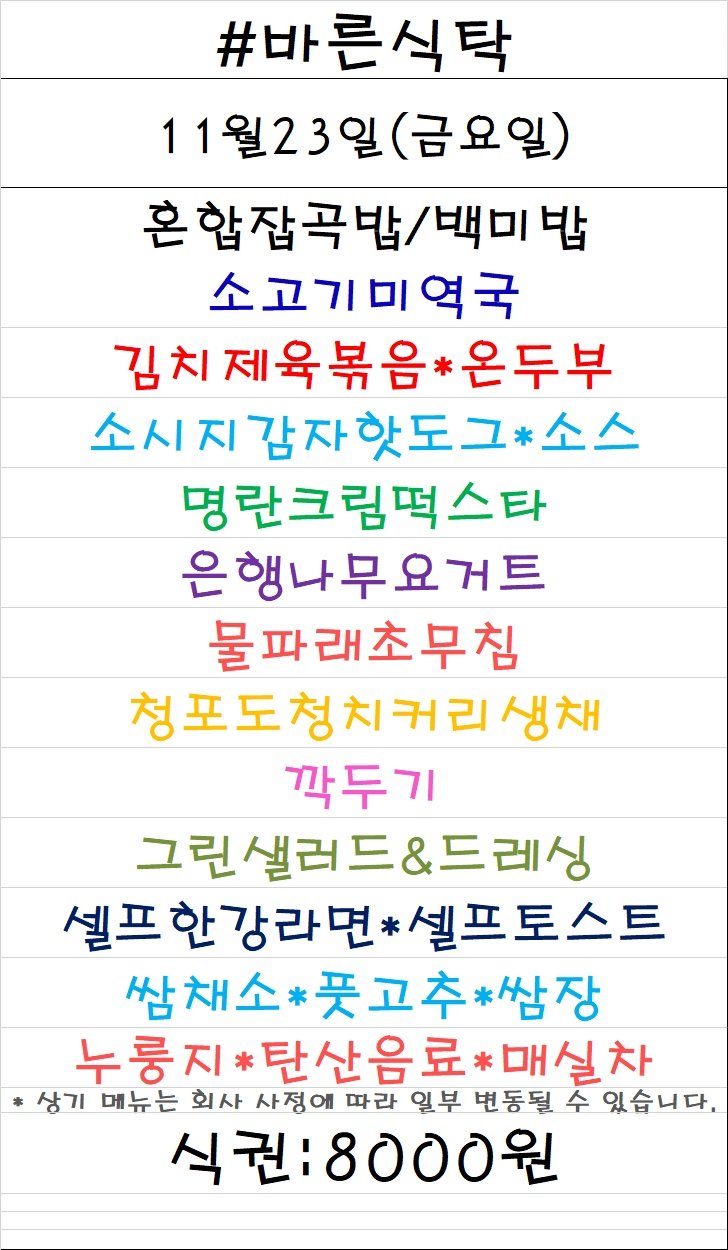 #바른식탁
11월23일(금요일)
혼합잡곡밥/백미밥
소고기미역국
김치제육볶음*온두부
소시지감자핫도그*소스
명란크림떡스타
은행나무요거트
물파래초무침
청포도청치커리생채
깍두기
그린샐러드&드레싱
셀프한강라면*셀프토스트
쌈채소*풋고추*쌈장
누룽지*탄산음료*매실차
* 상기 메뉴는 회사 사정에 따라 일부 변동될 수 있습니다.
식권:8000원